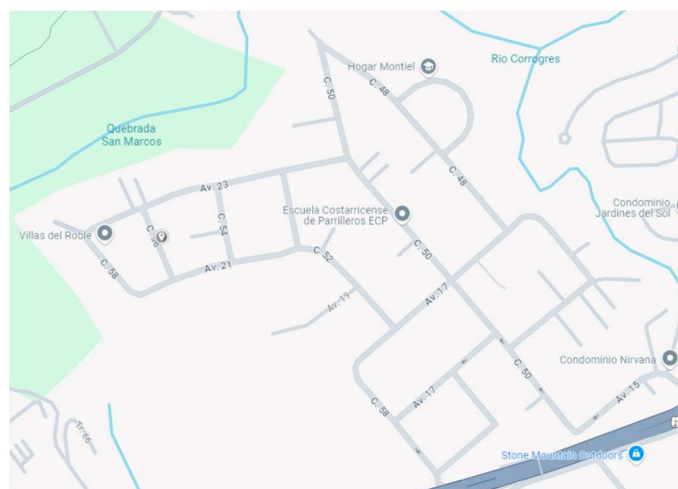 Hogar Montiel
Río Corrogres
C. 50
C. 48
Quebrada
San Marcos
C. 48
Av. 23
Condominio
Jardines del Sol
Escuela Costarricense
de Parrilleros ECP
Villas del Roble
C. 56
C. 54
C. 52
C. 50
C. 58
Av. 21
Av. 19
Av. 17
Condominio Nirvana
C. 50
Av. 17
Av. 15
C. 58
Tr. 66
Stone Mountain Outdoors